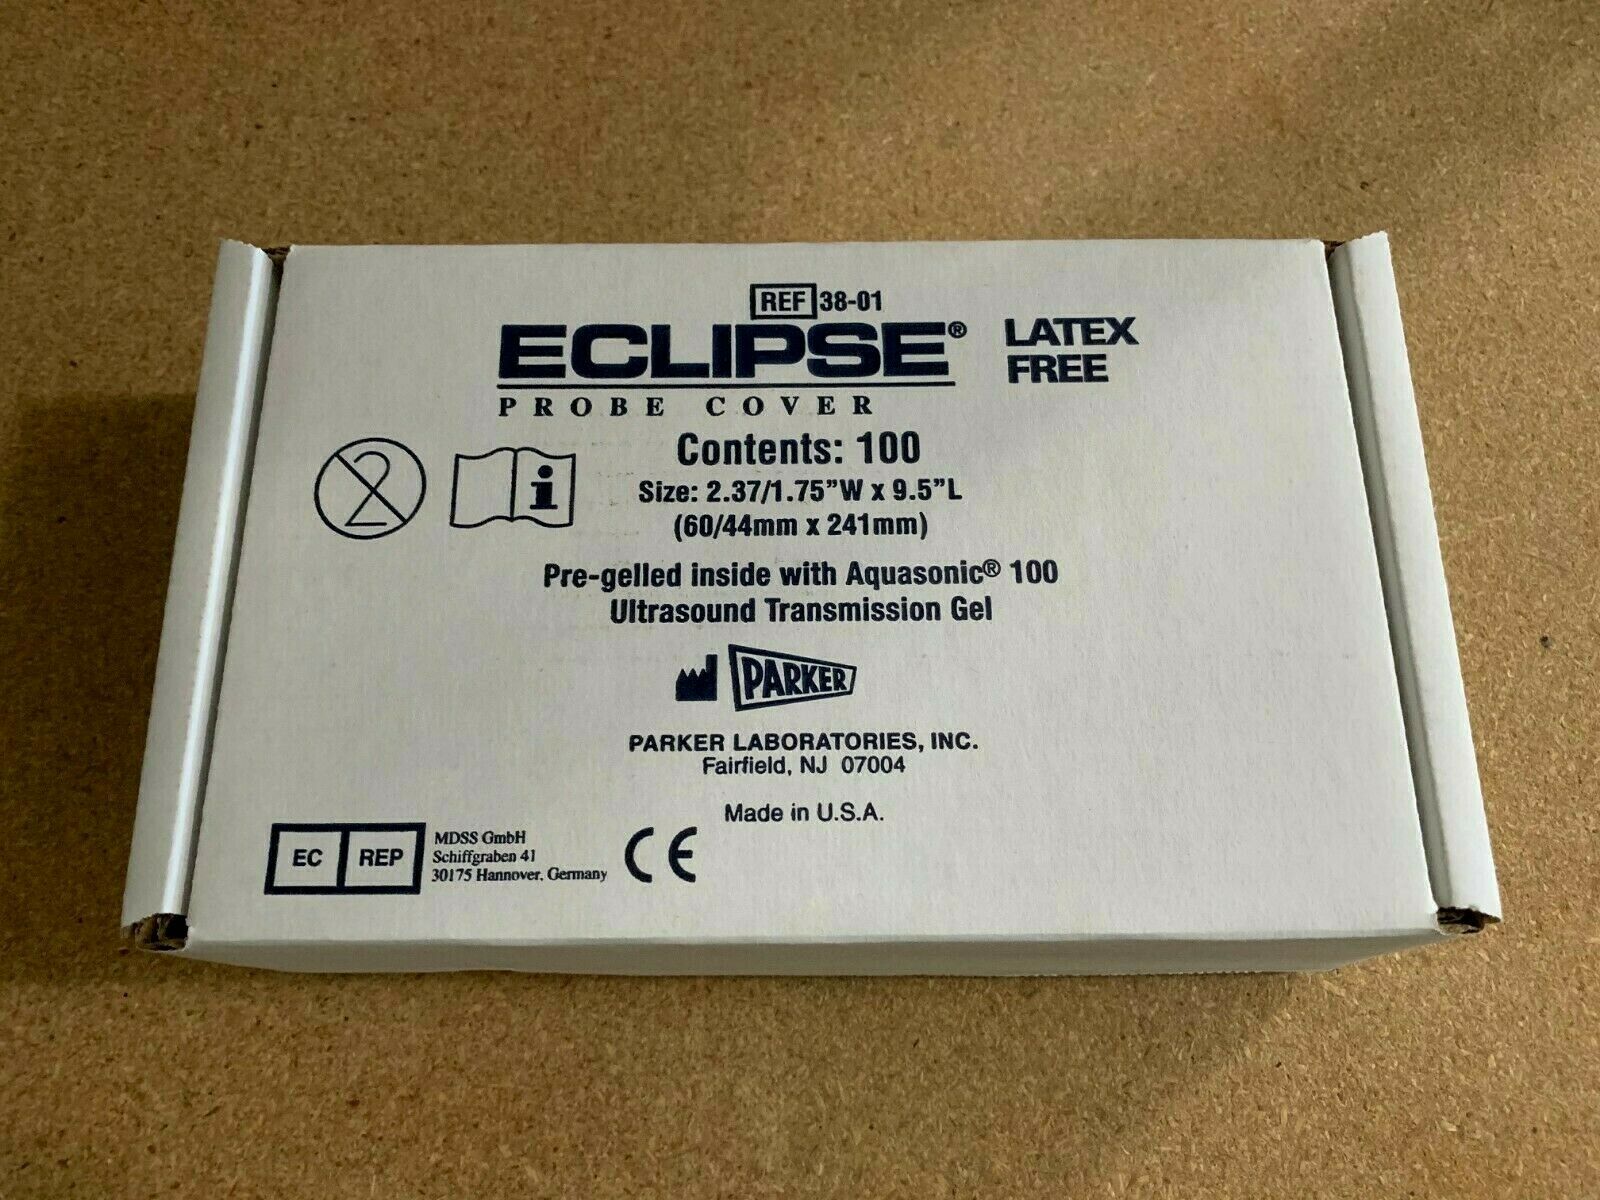 REF 38-01
ECLIPSE® LATEX FREE
PROBE COVER
Contents: 100
2 i
Size: 2.37/1.75”W x 9.5”L
(60/44mm x 241mm)
Pre-gelled inside with Aquasonic® 100
Ultrasound Transmission Gel
PARKER
PARKER LABORATORIES, INC.
Fairfield, NJ 07004
Made in U.S.A.
EC REP
MDSS GmbH
Schiffgraben 41
30175 Hannover, Germany
CE